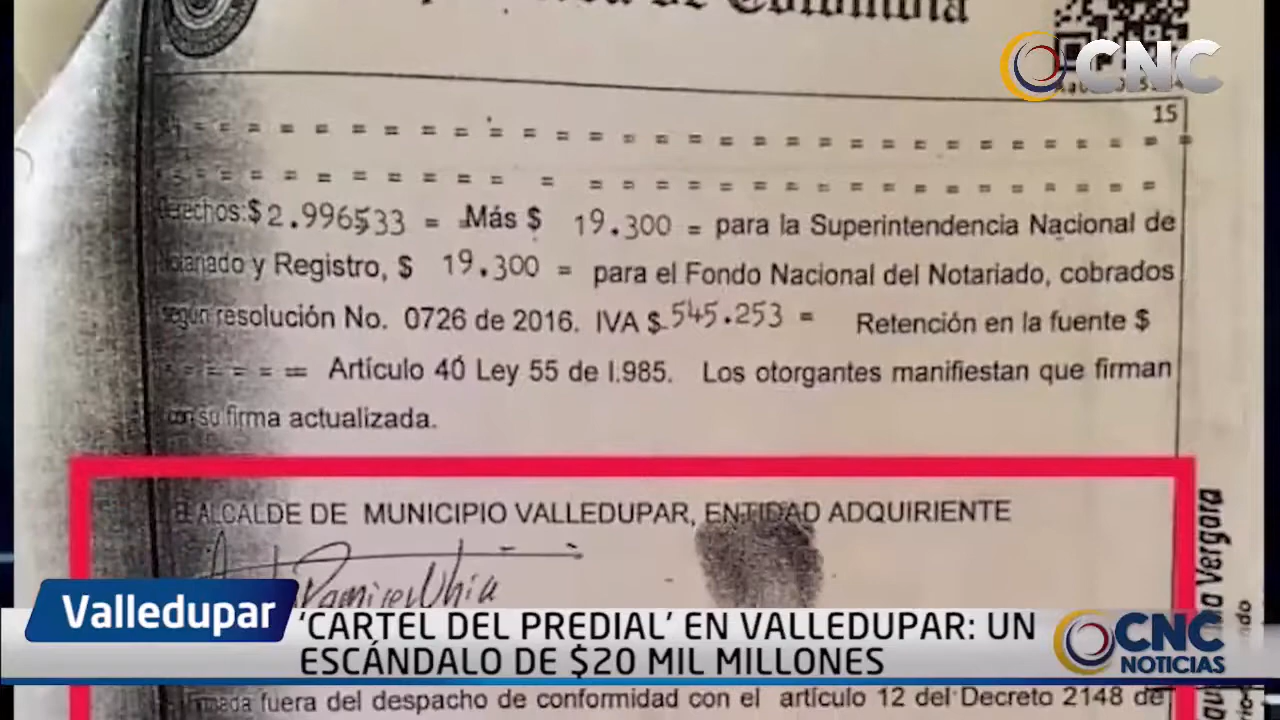 de Colombia
CNC
15
= = = = = = = = = = = = = = = = = = = = = = = = = = = = = =
= = = = = = = = = = = = = = = = = = = = = = = = = = = =
Derechos:$ 2.996533 = Más $ 19.300 = para la Superintendencia Nacional de
Notariado y Registro, $ 19.300 = para el Fondo Nacional del Notariado, cobrados
según resolución No. 0726 de 2016. IVA $ 545.253 = Retención en la fuente $
= = = = = = Artículo 40 Ley 55 de I.985. Los otorgantes manifiestan que firman
con su firma actualizada.
EL ALCALDE DE MUNICIPIO VALLEDUPAR, ENTIDAD ADQUIRIENTE
Ramirez Uhia
Vergara
Valledupar
‘CARTEL DEL PREDIAL’ EN VALLEDUPAR: UN
ESCÁNDALO DE $20 MIL MILLONES
CNC
NOTICIAS
fuera del despacho de conformidad con el artículo 12 del Decreto 2148 de